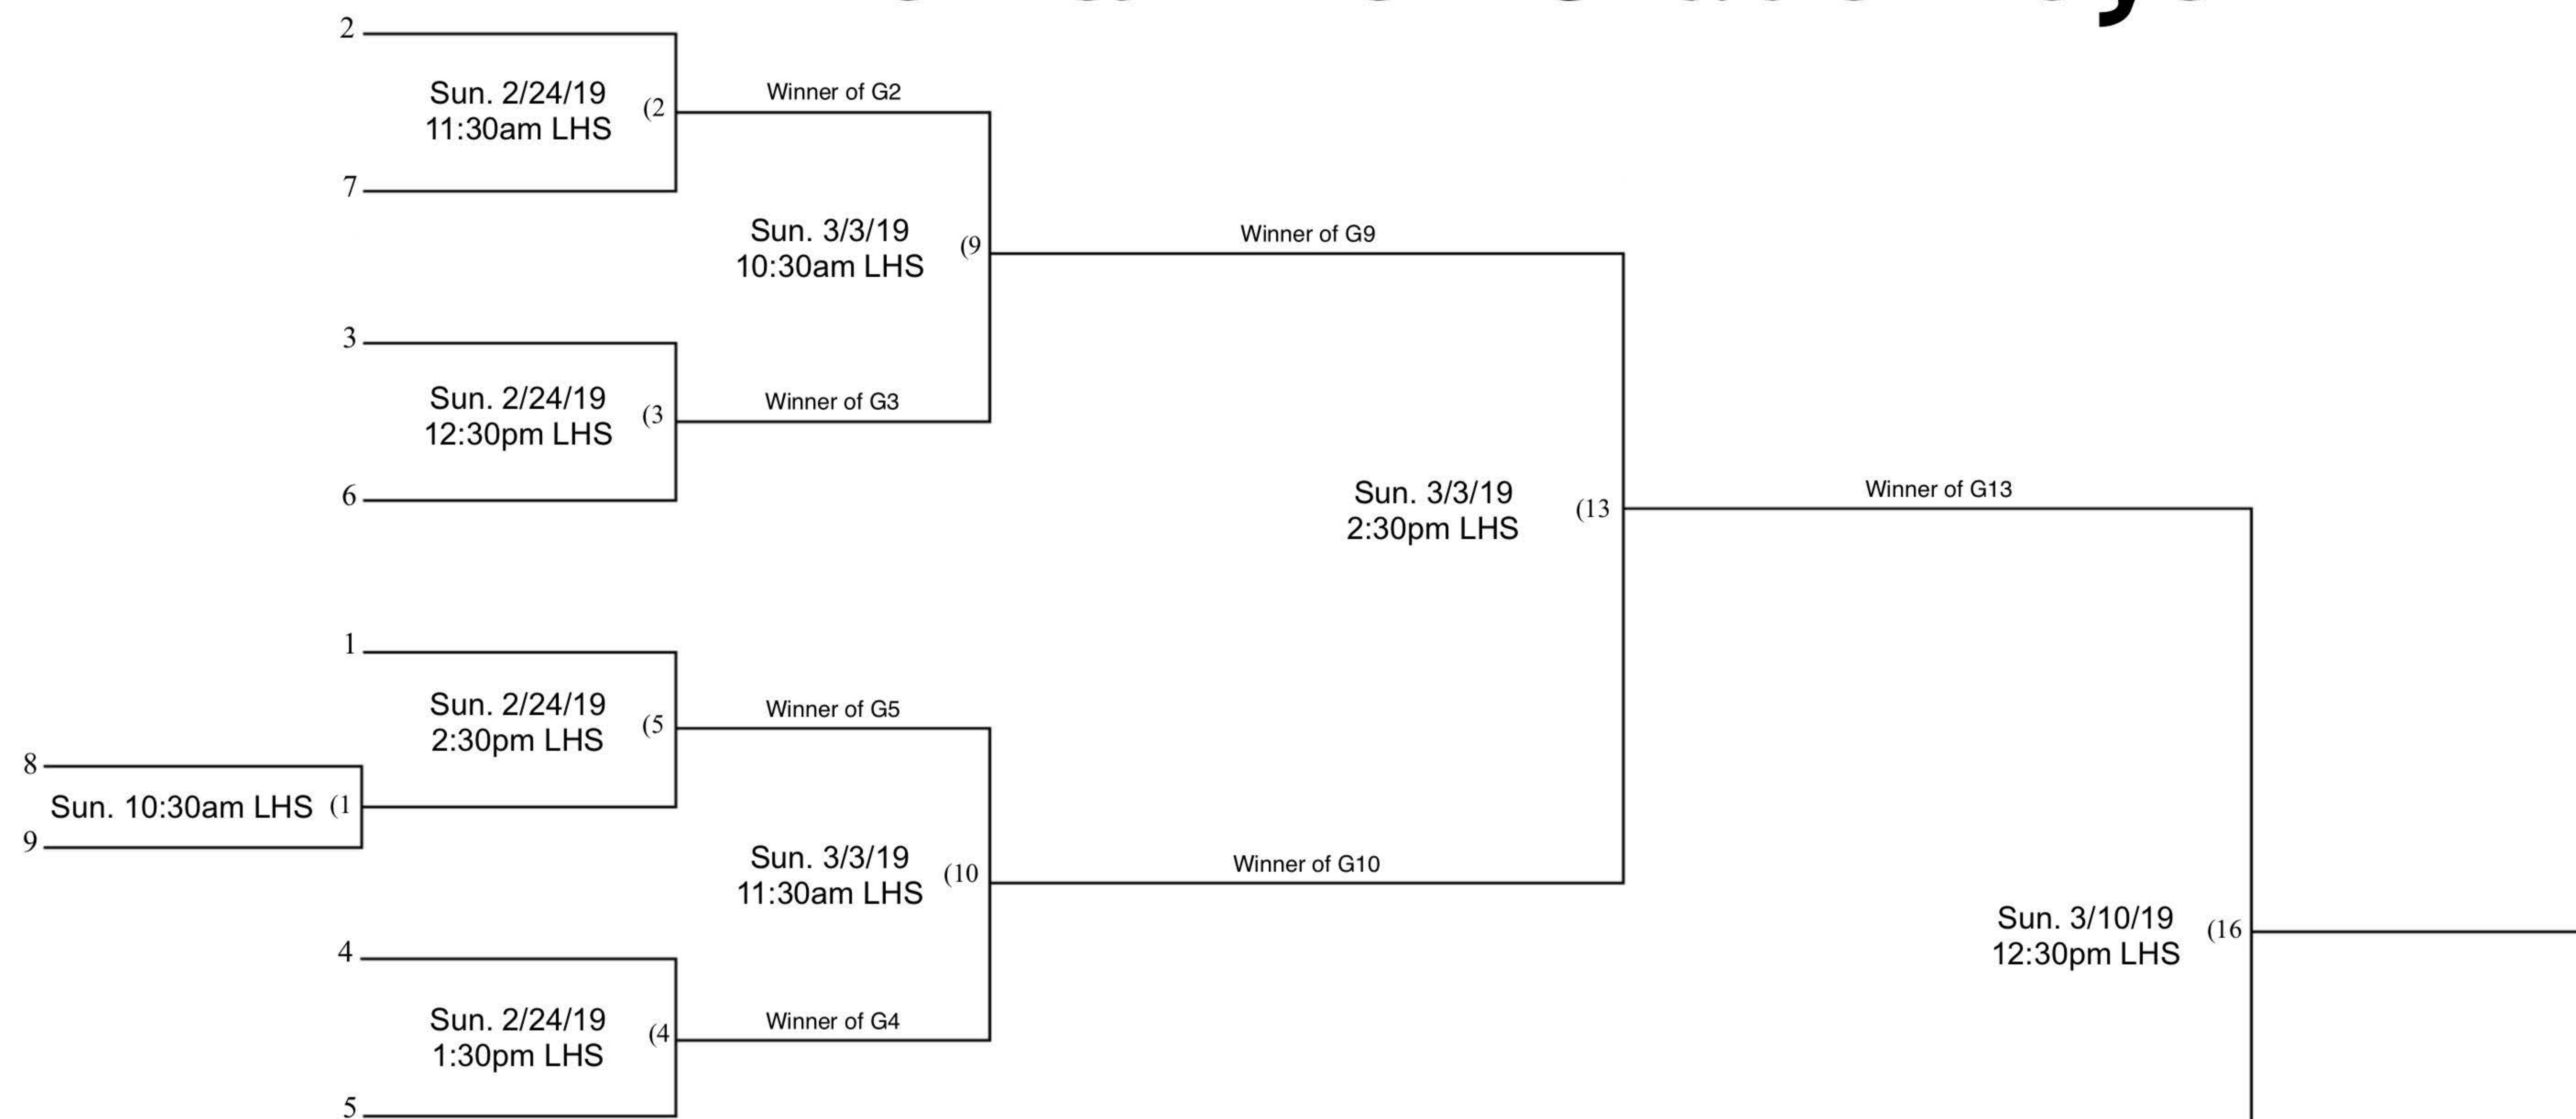 2
Sun. 2/24/19
11:30am LHS
(2
7
Winner of G2
Sun. 3/3/19
10:30am LHS
(9
Winner of G9
3
Sun. 2/24/19
12:30pm LHS
(3
6
Winner of G3
Sun. 3/3/19
2:30pm LHS
(13
Winner of G13
1
Sun. 2/24/19
2:30pm LHS
(5
Winner of G5
8
Sun. 10:30am LHS (1
9
Sun. 3/3/19
11:30am LHS
(10
Winner of G10
4
Sun. 2/24/19
1:30pm LHS
(4
5
Winner of G4
Sun. 3/10/19
12:30pm LHS
(16